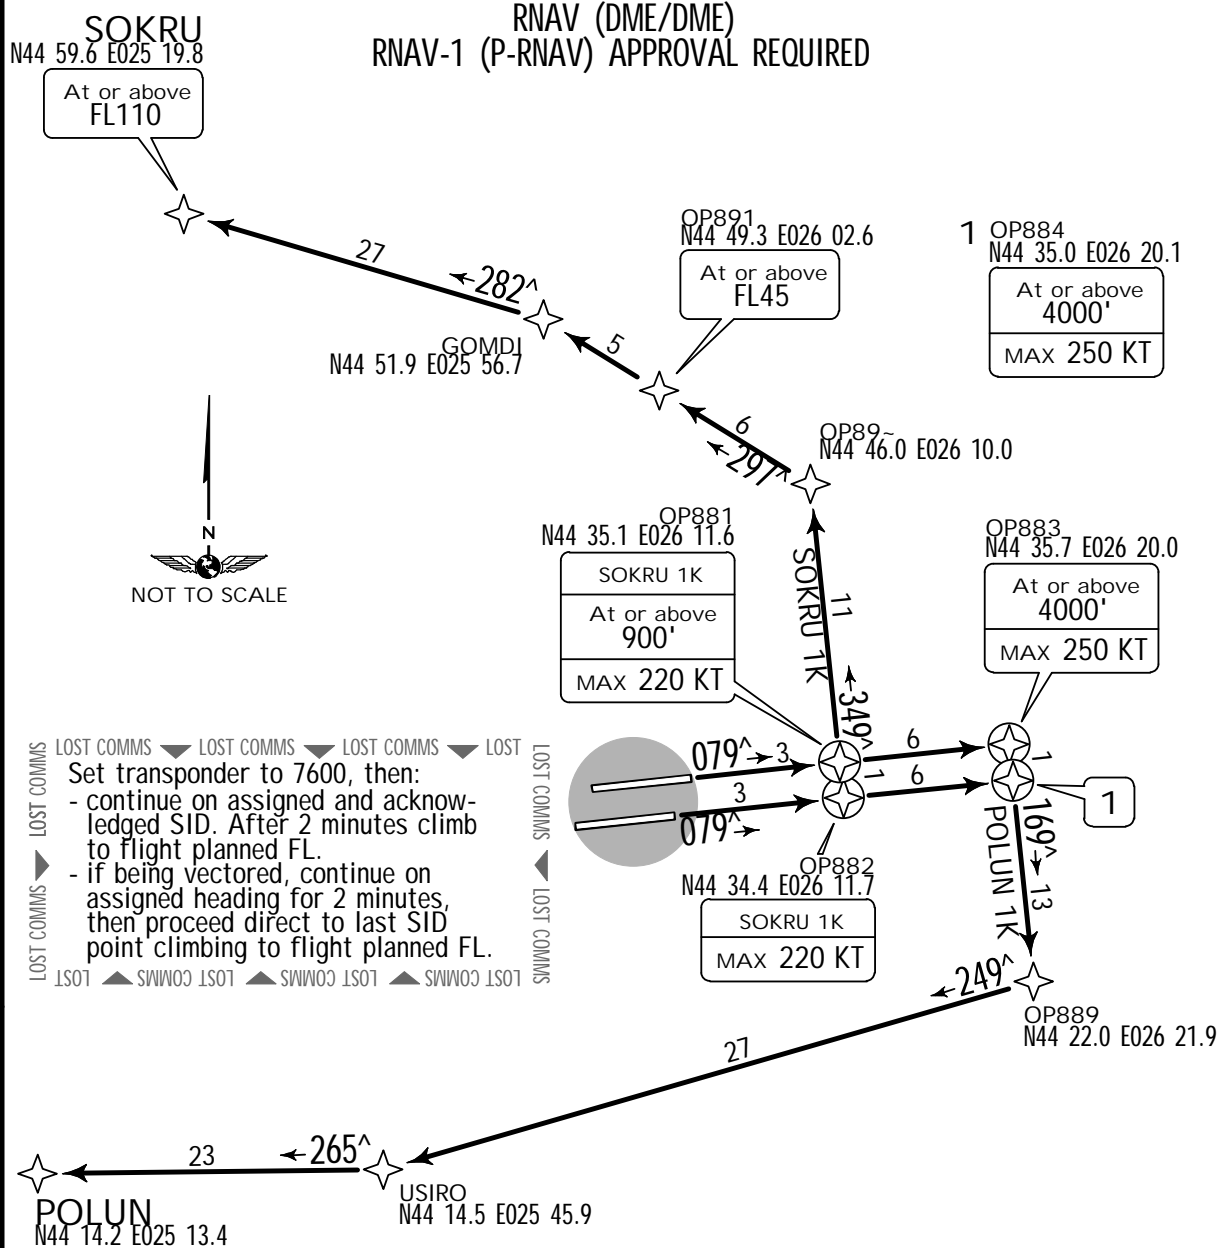 RNAV (DME/DME)
RNAV-1 (P-RNAV) APPROVAL REQUIRED
SOKRU
N44 59.6 E025 19.8
At or above
FL110
27
282^
GOMDI
N44 51.9 E025 56.7
5
OP891
N44 49.3 E026 02.6
At or above
FL45
1 OP884
N44 35.0 E026 20.1
At or above
4000'
MAX 250 KT
6
297^
OP89~
N44 46.0 E026 10.0
N
NOT TO SCALE
OP881
N44 35.1 E026 11.6
SOKRU 1K
At or above
900'
MAX 220 KT
SOKRU 1K
11
349^
OP883
N44 35.7 E026 20.0
At or above
4000'
MAX 250 KT
079^
3
6
1
3
079^
1
6
1
OP882
N44 34.4 E026 11.7
SOKRU 1K
MAX 220 KT
169^
13
POLUN 1K
LOST COMMS LOST COMMS LOST COMMS LOST
COMMS LOST COMMS LOST COMMS LOST COMMS LOST COMMS LOST COMMS LOST COMMS LOST COMMS
Set transponder to 7600, then:
- continue on assigned and acknow-
ledged SID. After 2 minutes climb
to flight planned FL.
- if being vectored, continue on
assigned heading for 2 minutes,
then proceed direct to last SID
point climbing to flight planned FL.
249^
OP889
N44 22.0 E026 21.9
27
265^
23
USIRO
N44 14.5 E025 45.9
POLUN
N44 14.2 E025 13.4